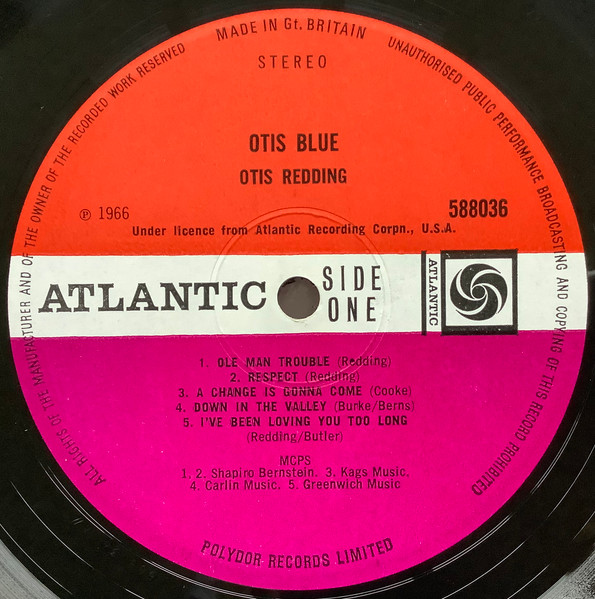 MADE IN Gt. BRITAIN
ALL RIGHTS OF THE MANUFACTURER AND OF THE OWNER OF THE RECORDED WORK RESERVED
UNAUTHORISED PUBLIC PERFORMANCE BROADCASTING AND COPYING OF THIS RECORD PROHIBITED
STEREO
OTIS BLUE
OTIS REDDING
℗ 1966
588036
Under licence from Atlantic Recording Corpn., U.S.A.
ATLANTIC
SIDE
ONE
ATLANTIC
1. OLE MAN TROUBLE (Redding)
2. RESPECT (Redding)
3. A CHANGE IS GONNA COME (Cooke)
4. DOWN IN THE VALLEY (Burke/Berns)
5. I'VE BEEN LOVING YOU TOO LONG
(Redding/Butler)
MCPS
1. 2. Shapiro Bernstein. 3. Kags Music,
4. Carlin Music. 5. Greenwich Music
POLYDOR RECORDS LIMITED